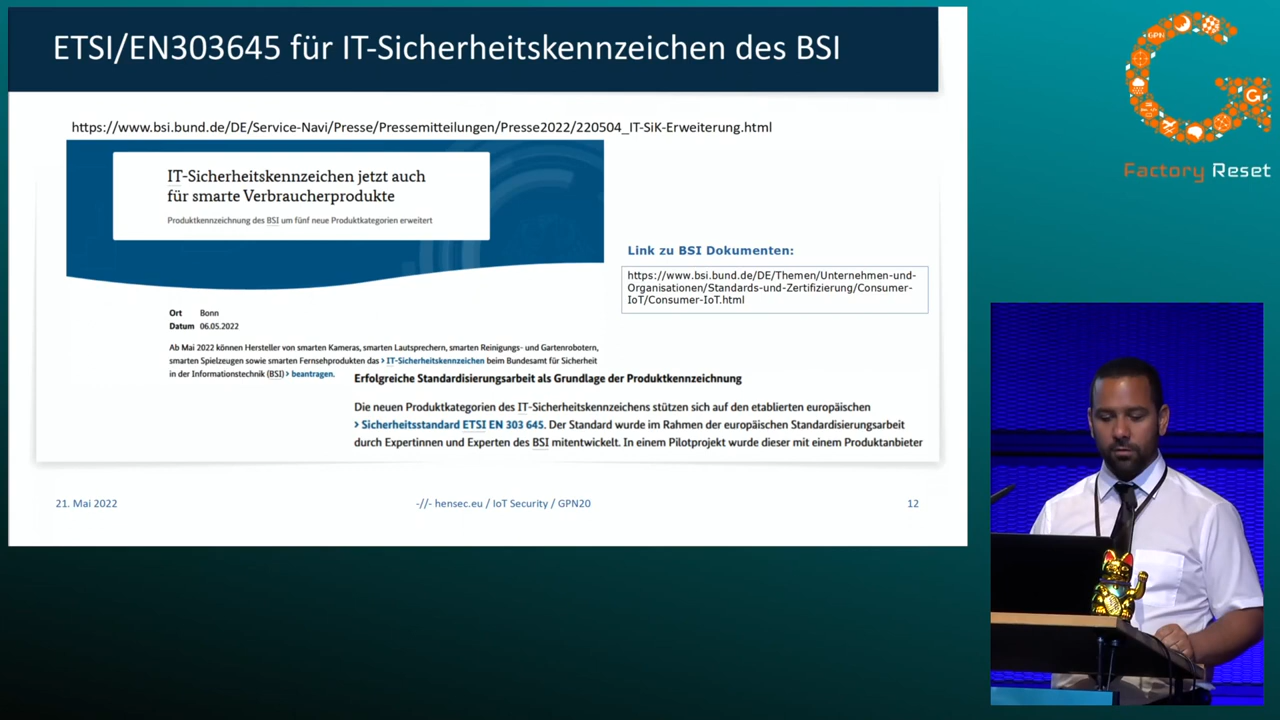 ETSI/EN303645 für IT-Sicherheitskennzeichen des BSI
https://www.bsi.bund.de/DE/Service-Navi/Presse/Pressemitteilungen/Presse2022/220504_IT-SiK-Erweiterung.html
IT-Sicherheitskennzeichen jetzt auch
für smarte Verbraucherprodukte
Produktkennzeichnung des BSI um fünf neue Produktkategorien erweitert
Link zu BSI Dokumenten:
https://www.bsi.bund.de/DE/Themen/Unternehmen-und-
Organisationen/Standards-und-Zertifizierung/Consumer-
IoT/Consumer-IoT.html
Ort Bonn
Datum 06.05.2022
Ab Mai 2022 können Hersteller von smarten Kameras, smarten Lautsprechern, smarten Reinigungs- und Gartenrobotern,
smarten Spielzeugen sowie smarten Fernsehprodukten das › IT-Sicherheitskennzeichen beim Bundesamt für Sicherheit
in der Informationstechnik (BSI) › beantragen.
Erfolgreiche Standardisierungsarbeit als Grundlage der Produktkennzeichnung
Die neuen Produktkategorien des IT-Sicherheitskennzeichens stützen sich auf den etablierten europäischen
› Sicherheitsstandard ETSI EN 303 645. Der Standard wurde im Rahmen der europäischen Standardisierungsarbeit
durch Expertinnen und Experten des BSI mitentwickelt. In einem Pilotprojekt wurde dieser mit einem Produktanbieter
21. Mai 2022
-//- hensec.eu / IoT Security / GPN20
12
GPN
G
Factory Reset